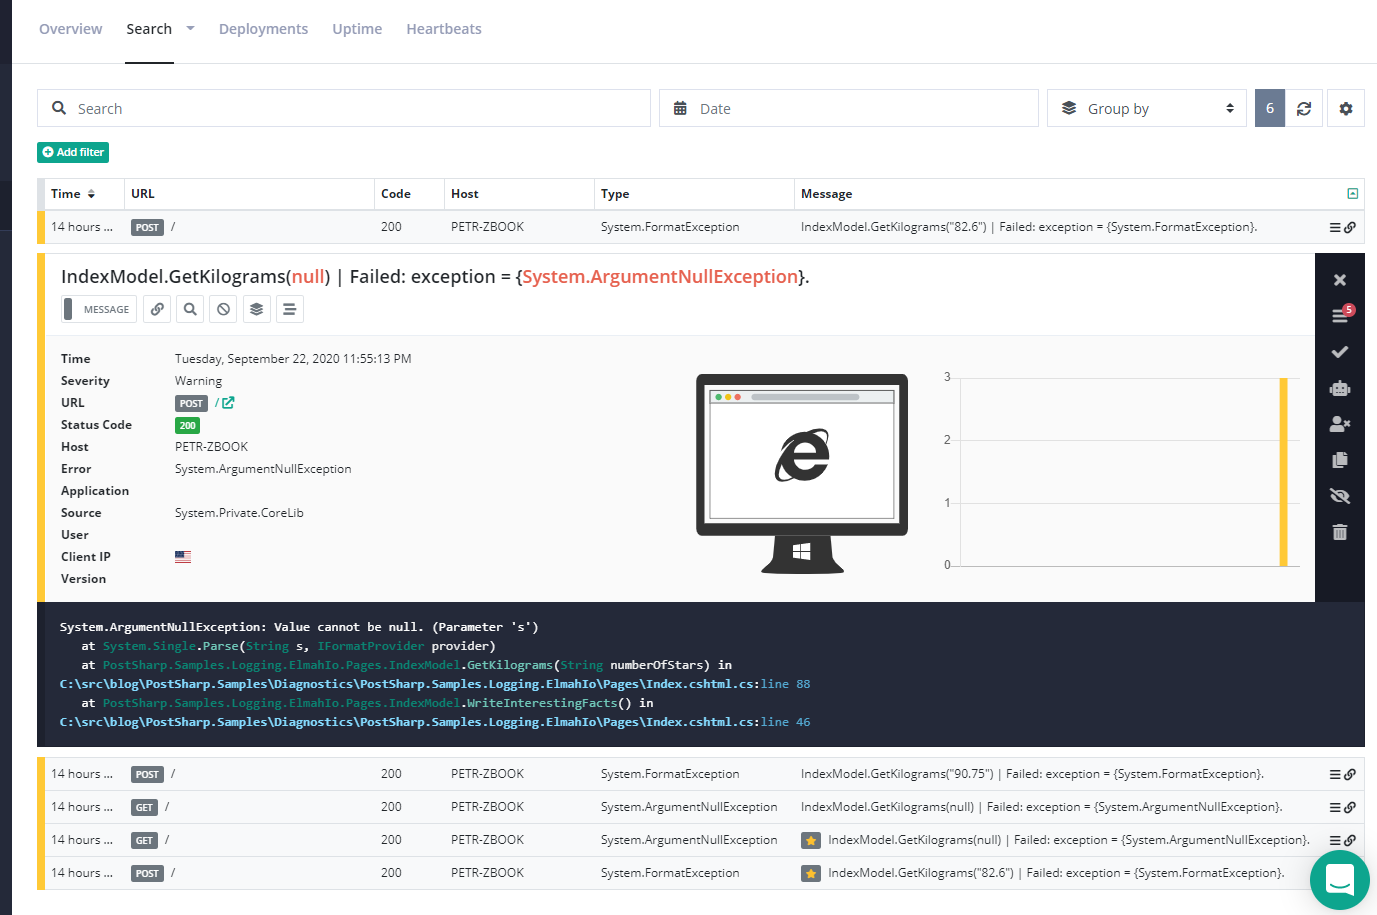 Overview Search Deployments Uptime Heartbeats
Search Date Group by 6
Add filter
Time URL Code Host Type Message
14 hours ... POST / 200 PETR-ZBOOK System.FormatException IndexModel.GetKilograms("82.6") | Failed: exception = {System.FormatException}.
IndexModel.GetKilograms(null) | Failed: exception = {System.ArgumentNullException}.
MESSAGE
5
Time Tuesday, September 22, 2020 11:55:13 PM
Severity Warning
URL POST /
Status Code 200
Host PETR-ZBOOK
Error System.ArgumentNullException
Application
Source System.Private.CoreLib
User
Client IP
Version
3
2
1
0
System.ArgumentNullException: Value cannot be null. (Parameter 's')
at System.Single.Parse(String s, IFormatProvider provider)
at PostSharp.Samples.Logging.ElmahIo.Pages.IndexModel.GetKilograms(String numberOfStars) in
C:\src\blog\PostSharp.Samples\Diagnostics\PostSharp.Samples.Logging.ElmahIo\Pages\Index.cshtml.cs:line 88
at PostSharp.Samples.Logging.ElmahIo.Pages.IndexModel.WriteInterestingFacts() in
C:\src\blog\PostSharp.Samples\Diagnostics\PostSharp.Samples.Logging.ElmahIo\Pages\Index.cshtml.cs:line 46
14 hours ... POST / 200 PETR-ZBOOK System.FormatException IndexModel.GetKilograms("90.75") | Failed: exception = {System.FormatException}.
14 hours ... GET / 200 PETR-ZBOOK System.ArgumentNullException IndexModel.GetKilograms(null) | Failed: exception = {System.ArgumentNullException}.
14 hours ... GET / 200 PETR-ZBOOK System.ArgumentNullException IndexModel.GetKilograms(null) | Failed: exception = {System.ArgumentNullException}.
14 hours ... POST / 200 PETR-ZBOOK System.FormatException IndexModel.GetKilograms("82.6") | Failed: exception = {System.FormatException}.